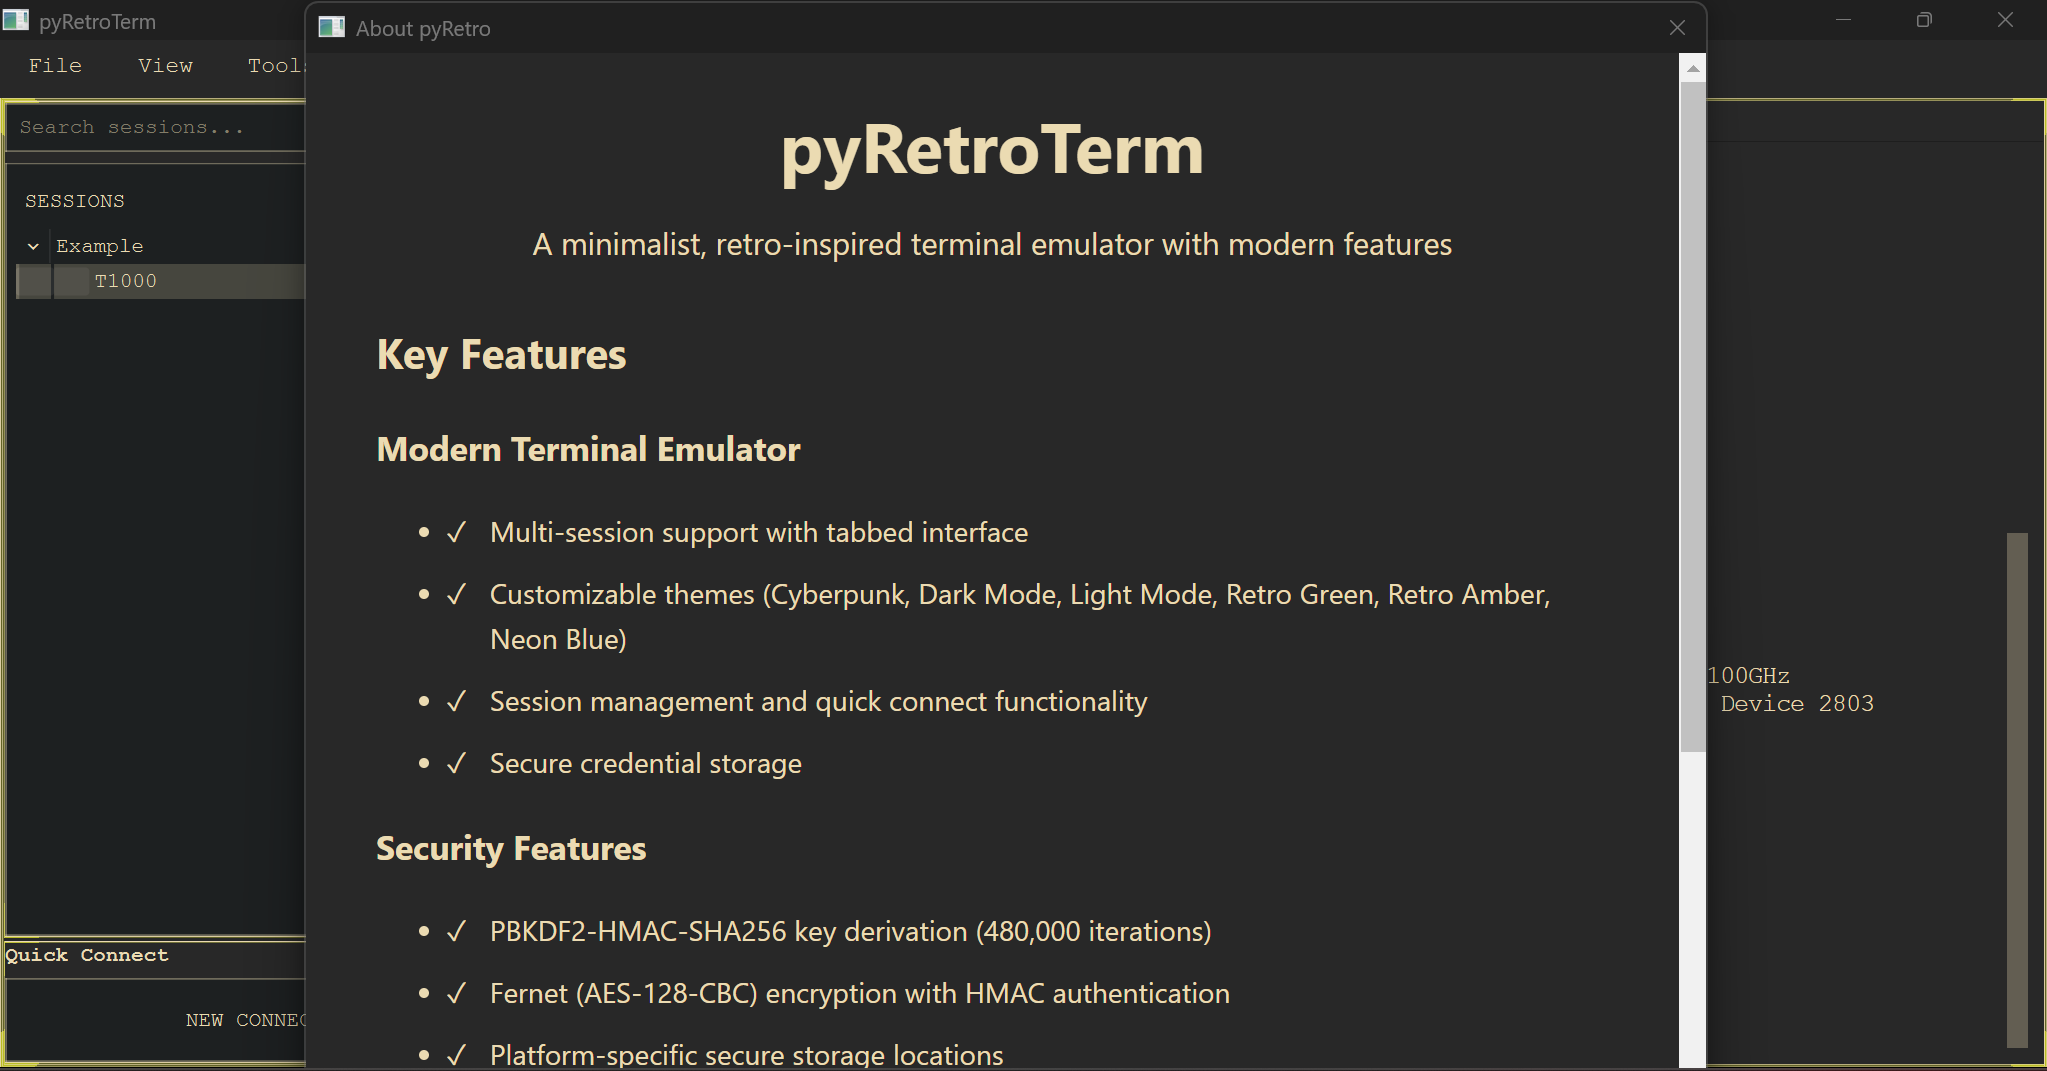 pyRetroTerm
About pyRetro
File View Tools
Search sessions...
SESSIONS
Example
T1000
Quick Connect
NEW CONNEC
pyRetroTerm
A minimalist, retro-inspired terminal emulator with modern features
Key Features
Modern Terminal Emulator
• ✓ Multi-session support with tabbed interface
• ✓ Customizable themes (Cyberpunk, Dark Mode, Light Mode, Retro Green, Retro Amber,
Neon Blue)
• ✓ Session management and quick connect functionality
• ✓ Secure credential storage
Security Features
• ✓ PBKDF2-HMAC-SHA256 key derivation (480,000 iterations)
• ✓ Fernet (AES-128-CBC) encryption with HMAC authentication
• ✓ Platform-specific secure storage locations
100GHz
Device 2803